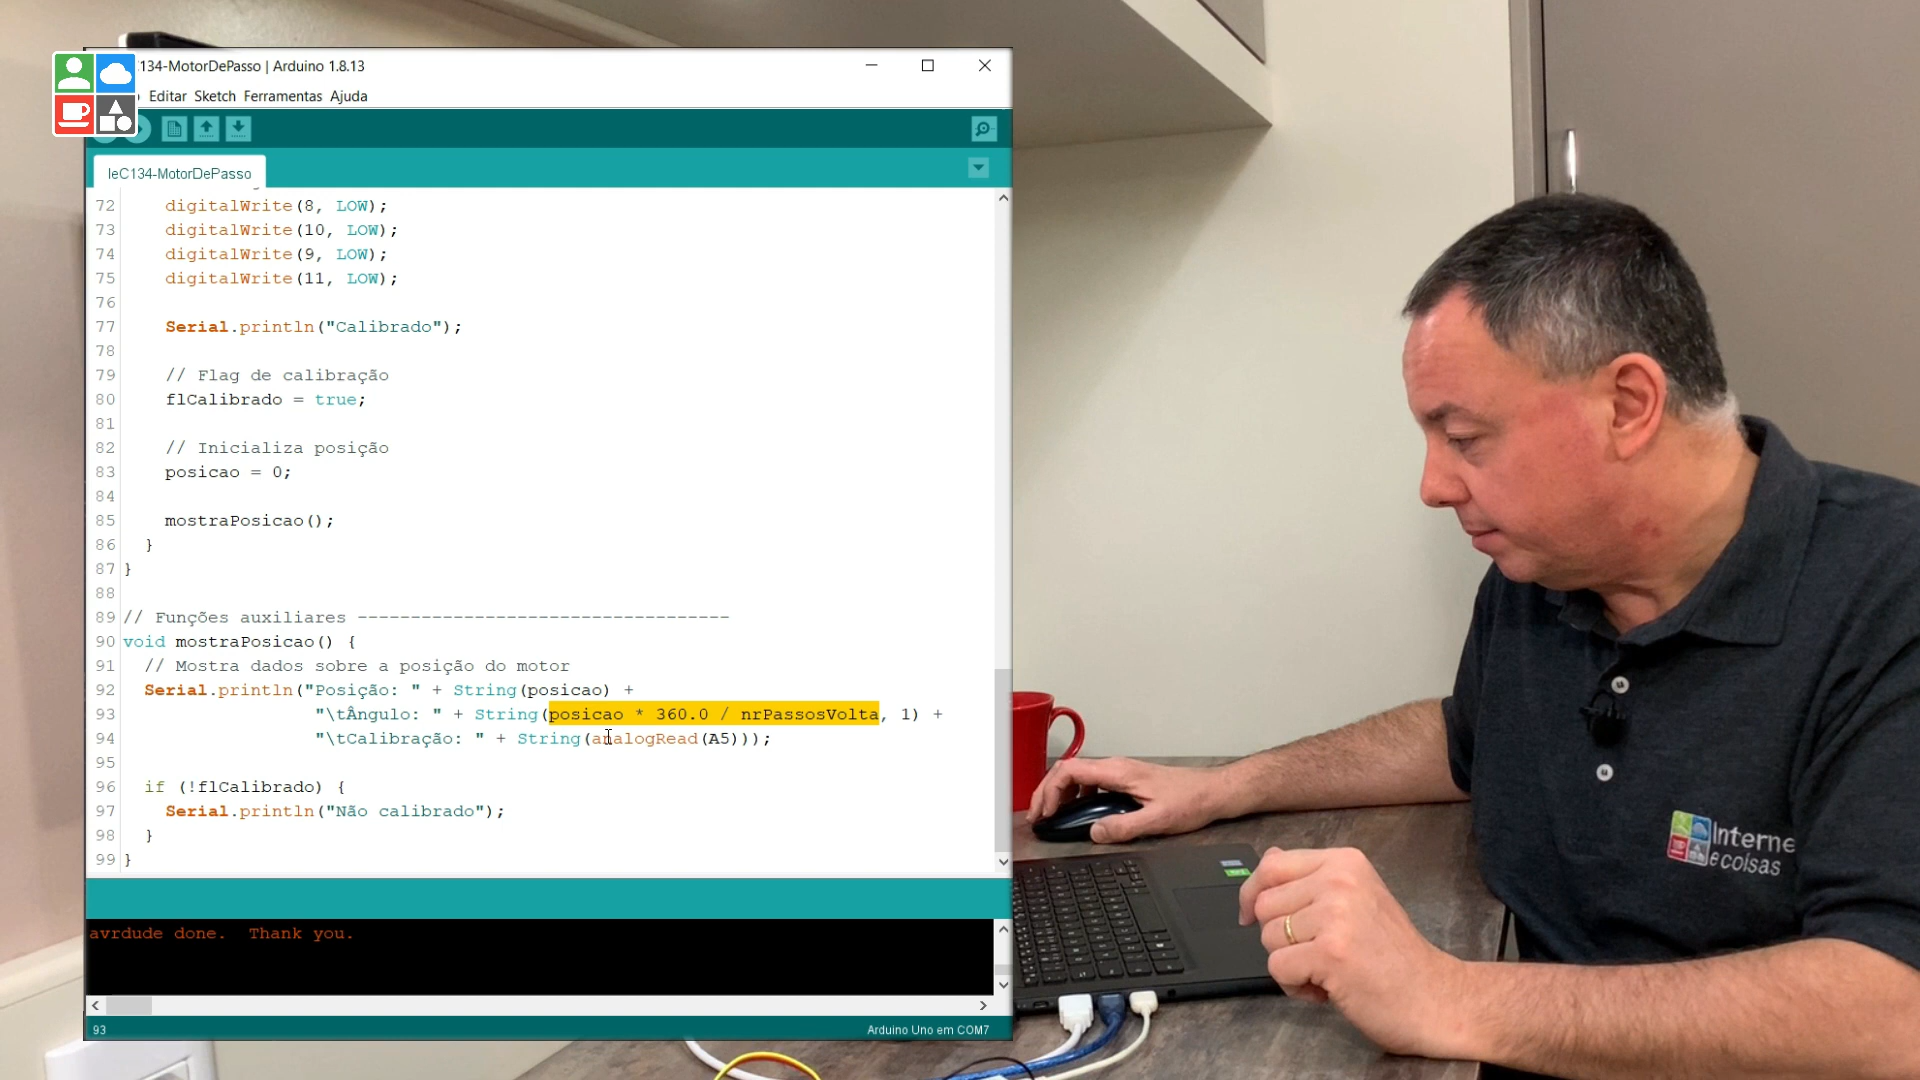 134-MotorDePasso | Arduino 1.8.13
Editar Sketch Ferramentas Ajuda
IeC134-MotorDePasso
72 digitalWrite(8, LOW);
73 digitalWrite(10, LOW);
74 digitalWrite(9, LOW);
75 digitalWrite(11, LOW);
76
77 Serial.println("Calibrado");
78
79 // Flag de calibração
80 flCalibrado = true;
81
82 // Inicializa posição
83 posicao = 0;
84
85 mostraPosicao();
86 }
87 }
88
89 // Funções auxiliares -----------------------------------
90 void mostraPosicao() {
91 // Mostra dados sobre a posição do motor
92 Serial.println("Posição: " + String(posicao) +
93 "\tÂngulo: " + String(posicao * 360.0 / nrPassosVolta, 1) +
94 "\tCalibração: " + String(analogRead(A5)));
95
96 if (!flCalibrado) {
97 Serial.println("Não calibrado");
98 }
99 }
avrdude done. Thank you.
93
Arduino Uno em COM7
Interne
ecoisas